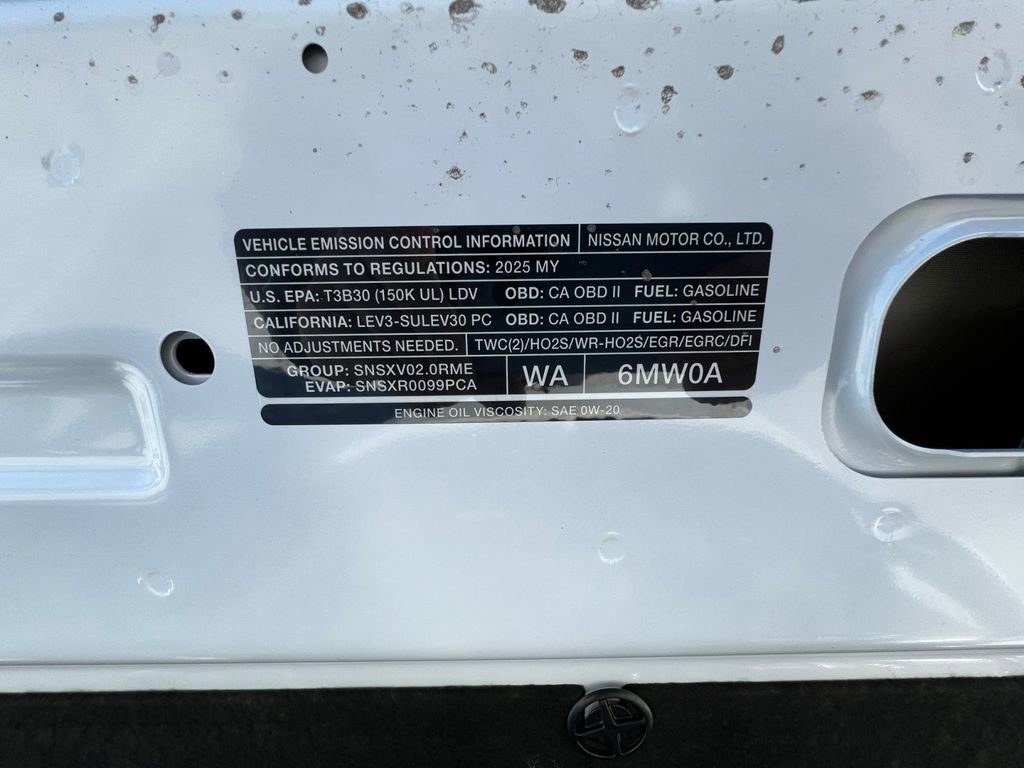 VEHICLE EMISSION CONTROL INFORMATION NISSAN MOTOR CO., LTD.
CONFORMS TO REGULATIONS: 2025 MY
U.S. EPA: T3B30 (150K UL) LDV OBD: CA OBD II FUEL: GASOLINE
CALIFORNIA: LEV3-SULEV30 PC OBD: CA OBD II FUEL: GASOLINE
NO ADJUSTMENTS NEEDED. TWC(2)/HO2S/WR-HO2S/EGR/EGRC/DFI
GROUP: SNSXV02.0RME
EVAP: SNSXR0099PCA
WA 6MW0A
ENGINE OIL VISCOSITY: SAE 0W-20